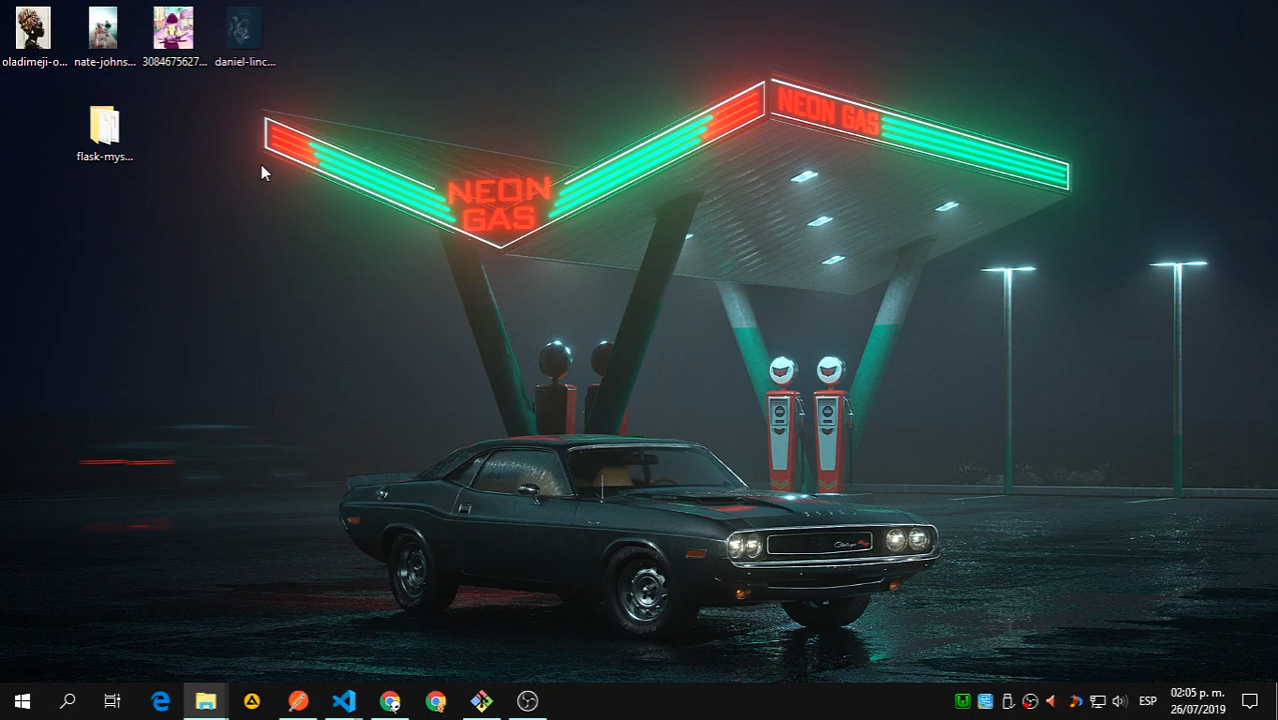 oladimeji-o...
nate-johns...
3084675627...
daniel-linc...
flask-mys...
NEON GAS
NEON
GAS
ESP
02:05 p. m.
26/07/2019